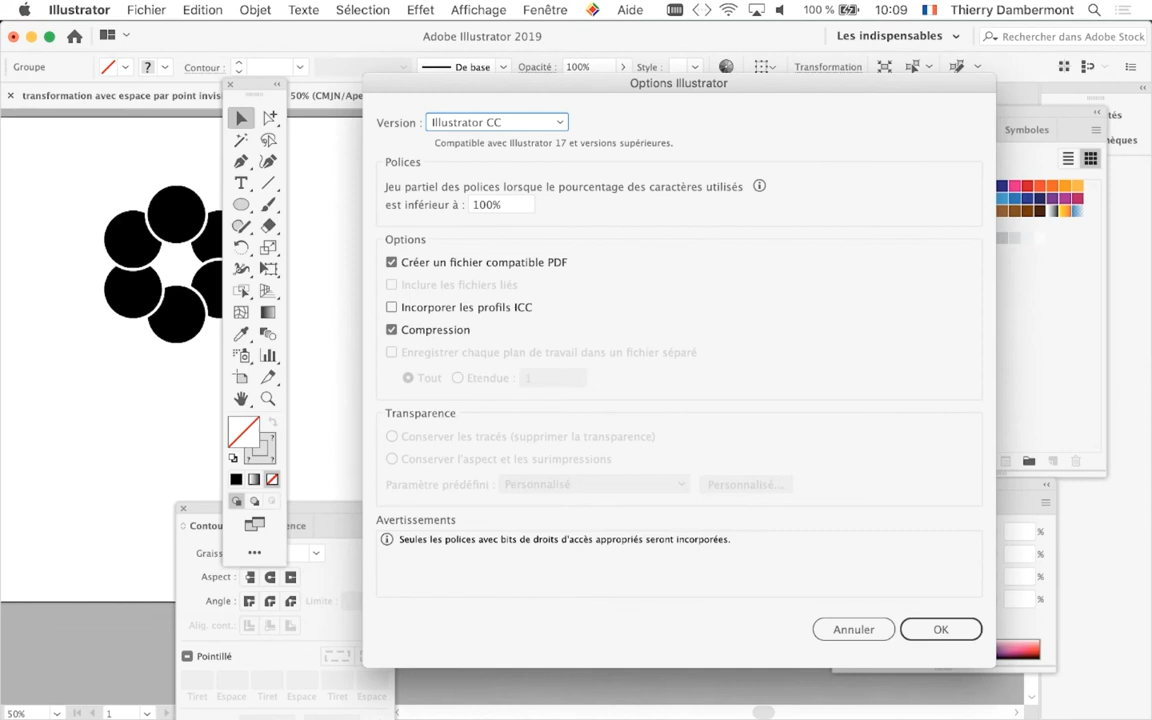 Illustrator Fichier Edition Objet Texte Sélection Effet Affichage Fenêtre Aide 100 % 10:09 Thierry Dambermont
Adobe Illustrator 2019 Les indispensables Rechercher dans Adobe Stock
Groupe ? Contour : De base Opacité : 100% Style : Transformation
transformation avec espace par point invis 50% (CMJN/Ape
Options Illustrator
Version : Illustrator CC
Compatible avec Illustrator 17 et versions supérieures.
Polices
Jeu partiel des polices lorsque le pourcentage des caractères utilisés
est inférieur à : 100%
Options
Créer un fichier compatible PDF
Inclure les fichiers liés
Incorporer les profils ICC
Compression
Enregistrer chaque plan de travail dans un fichier séparé
Tout Etendue : 1
Transparence
Conserver les tracés (supprimer la transparence)
Conserver l'aspect et les surimpressions
Paramètre prédéfini : Personnalisé Personnalisé...
Avertissements
Seules les polices avec bits de droits d'accès appropriés seront incorporées.
Annuler OK
tés
hèques
Symboles
%
%
%
%
Contou rence
Graiss
Aspect :
Angle : Limite :
Alig. cont.:
Pointillé
Tiret Espace Tiret Espace Tiret Espace
50% 1